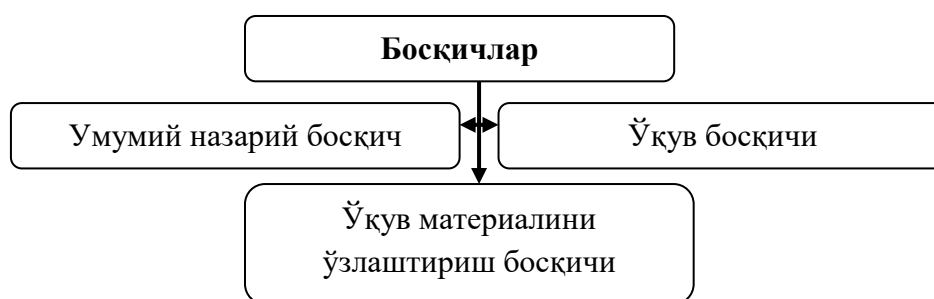 Босқичлар
Умумий назарий босқич
Ўқув босқичи
Ўқув материалини
ўзлаштириш босқичи